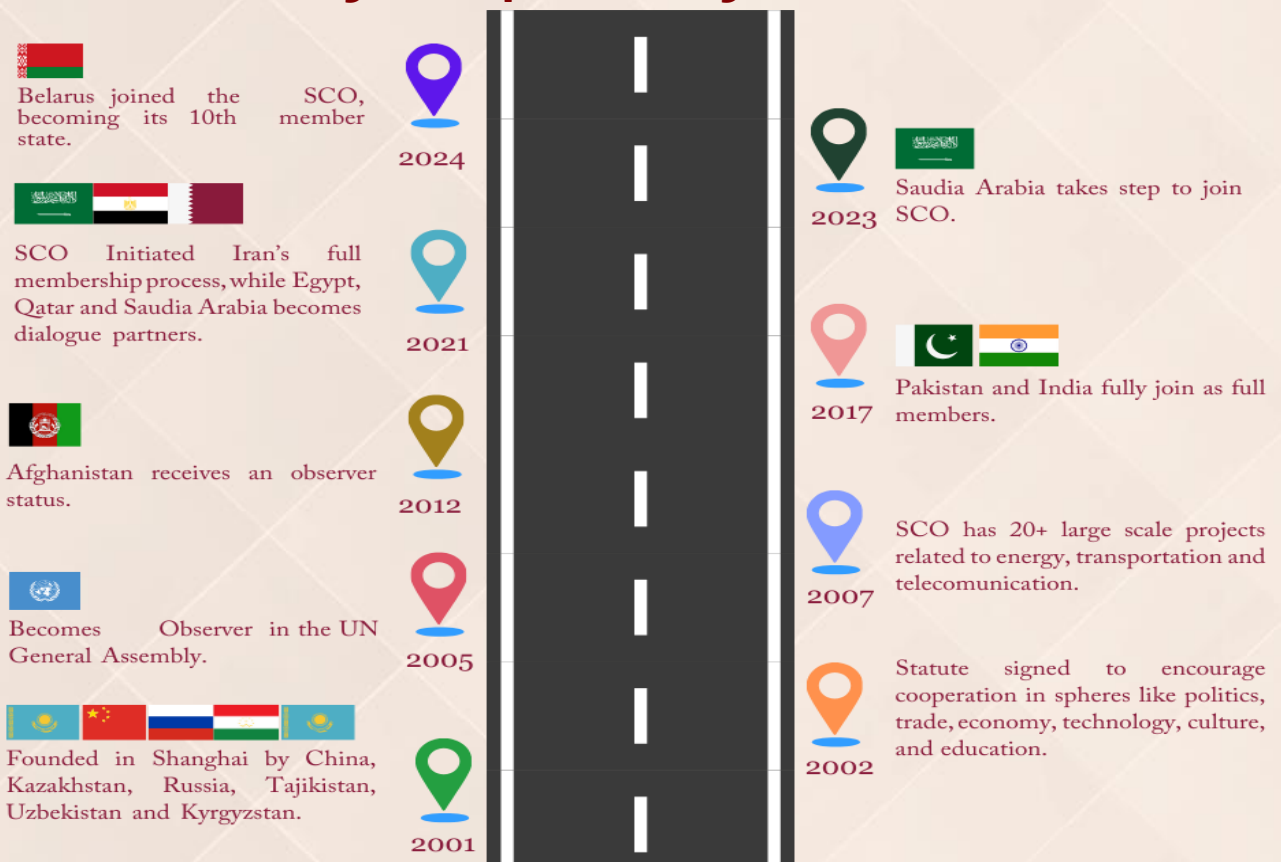 Belarus joined the SCO,
becoming its 10th member
state.
2024
SCO Initiated Iran's full
membership process, while Egypt,
Qatar and Saudia Arabia becomes
dialogue partners.
2021
Afghanistan receives an observer
status.
2012
Becomes Observer in the UN
General Assembly.
2005
Founded in Shanghai by China,
Kazakhstan, Russia, Tajikistan,
Uzbekistan and Kyrgyzstan.
2001
2023
Saudia Arabia takes step to join
SCO.
2017
Pakistan and India fully join as full
members.
2007
SCO has 20+ large scale projects
related to energy, transportation and
telecomunication.
2002
Statute signed to encourage
cooperation in spheres like politics,
trade, economy, technology, culture,
and education.